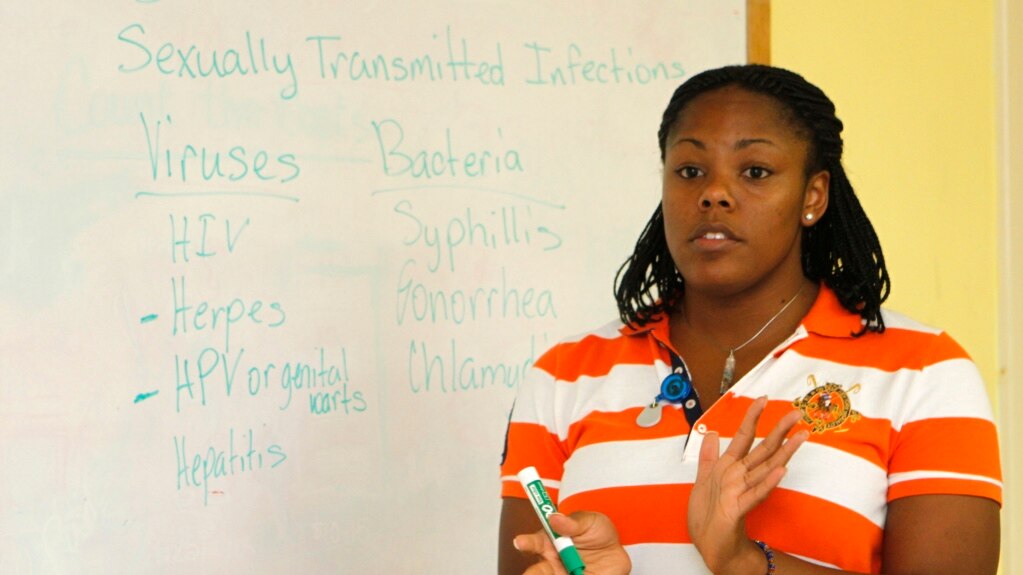 Sexually Transmitted Infections
Viruses
Bacteria
HIV
Syphillis
- Herpes
Gonorrhea
- HPV or genital warts
Hepatitis